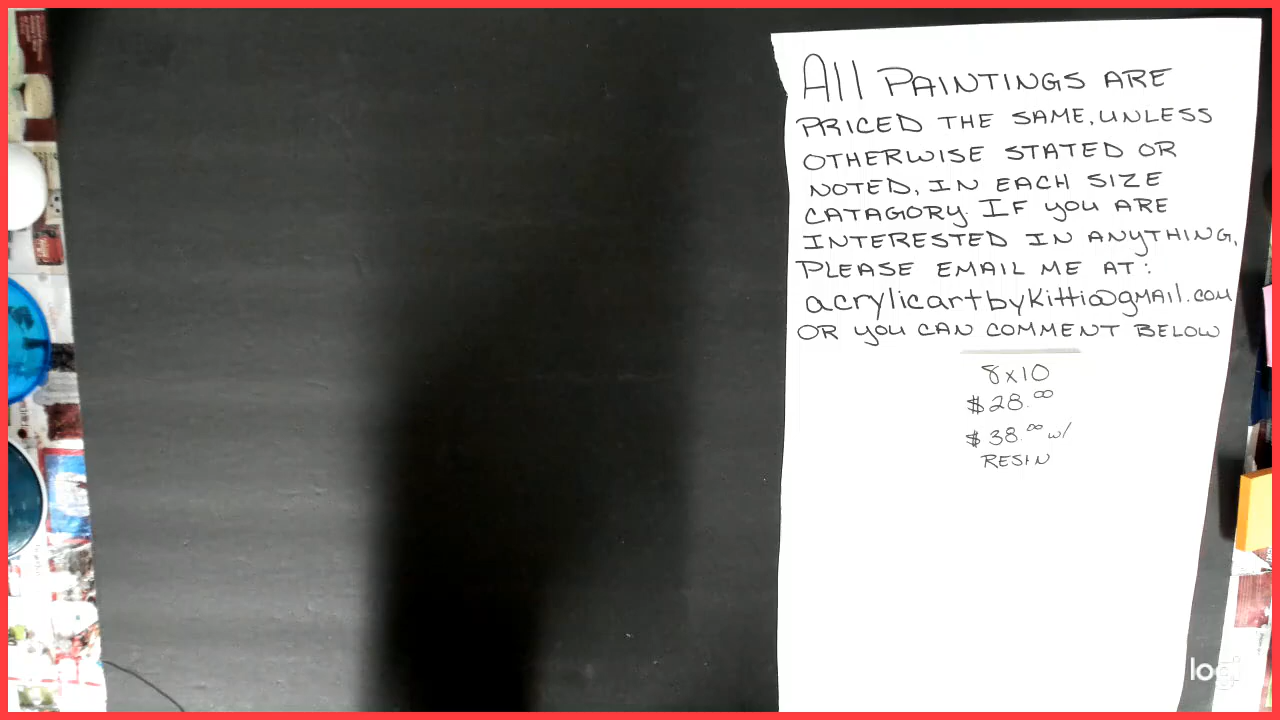 All PAINTINGS ARE
PRICED THE SAME, UNLESS
OTHERWISE STATED OR
NOTED, IN EACH SIZE
CATAGORY. IF YOU ARE
INTERESTED IN ANYTHING,
PLEASE EMAIL ME AT:
acrylicartbykitti@gmail.com
OR YOU CAN COMMENT BELOW
8x10
$28.00
$38.00 w/
RESIN
logi